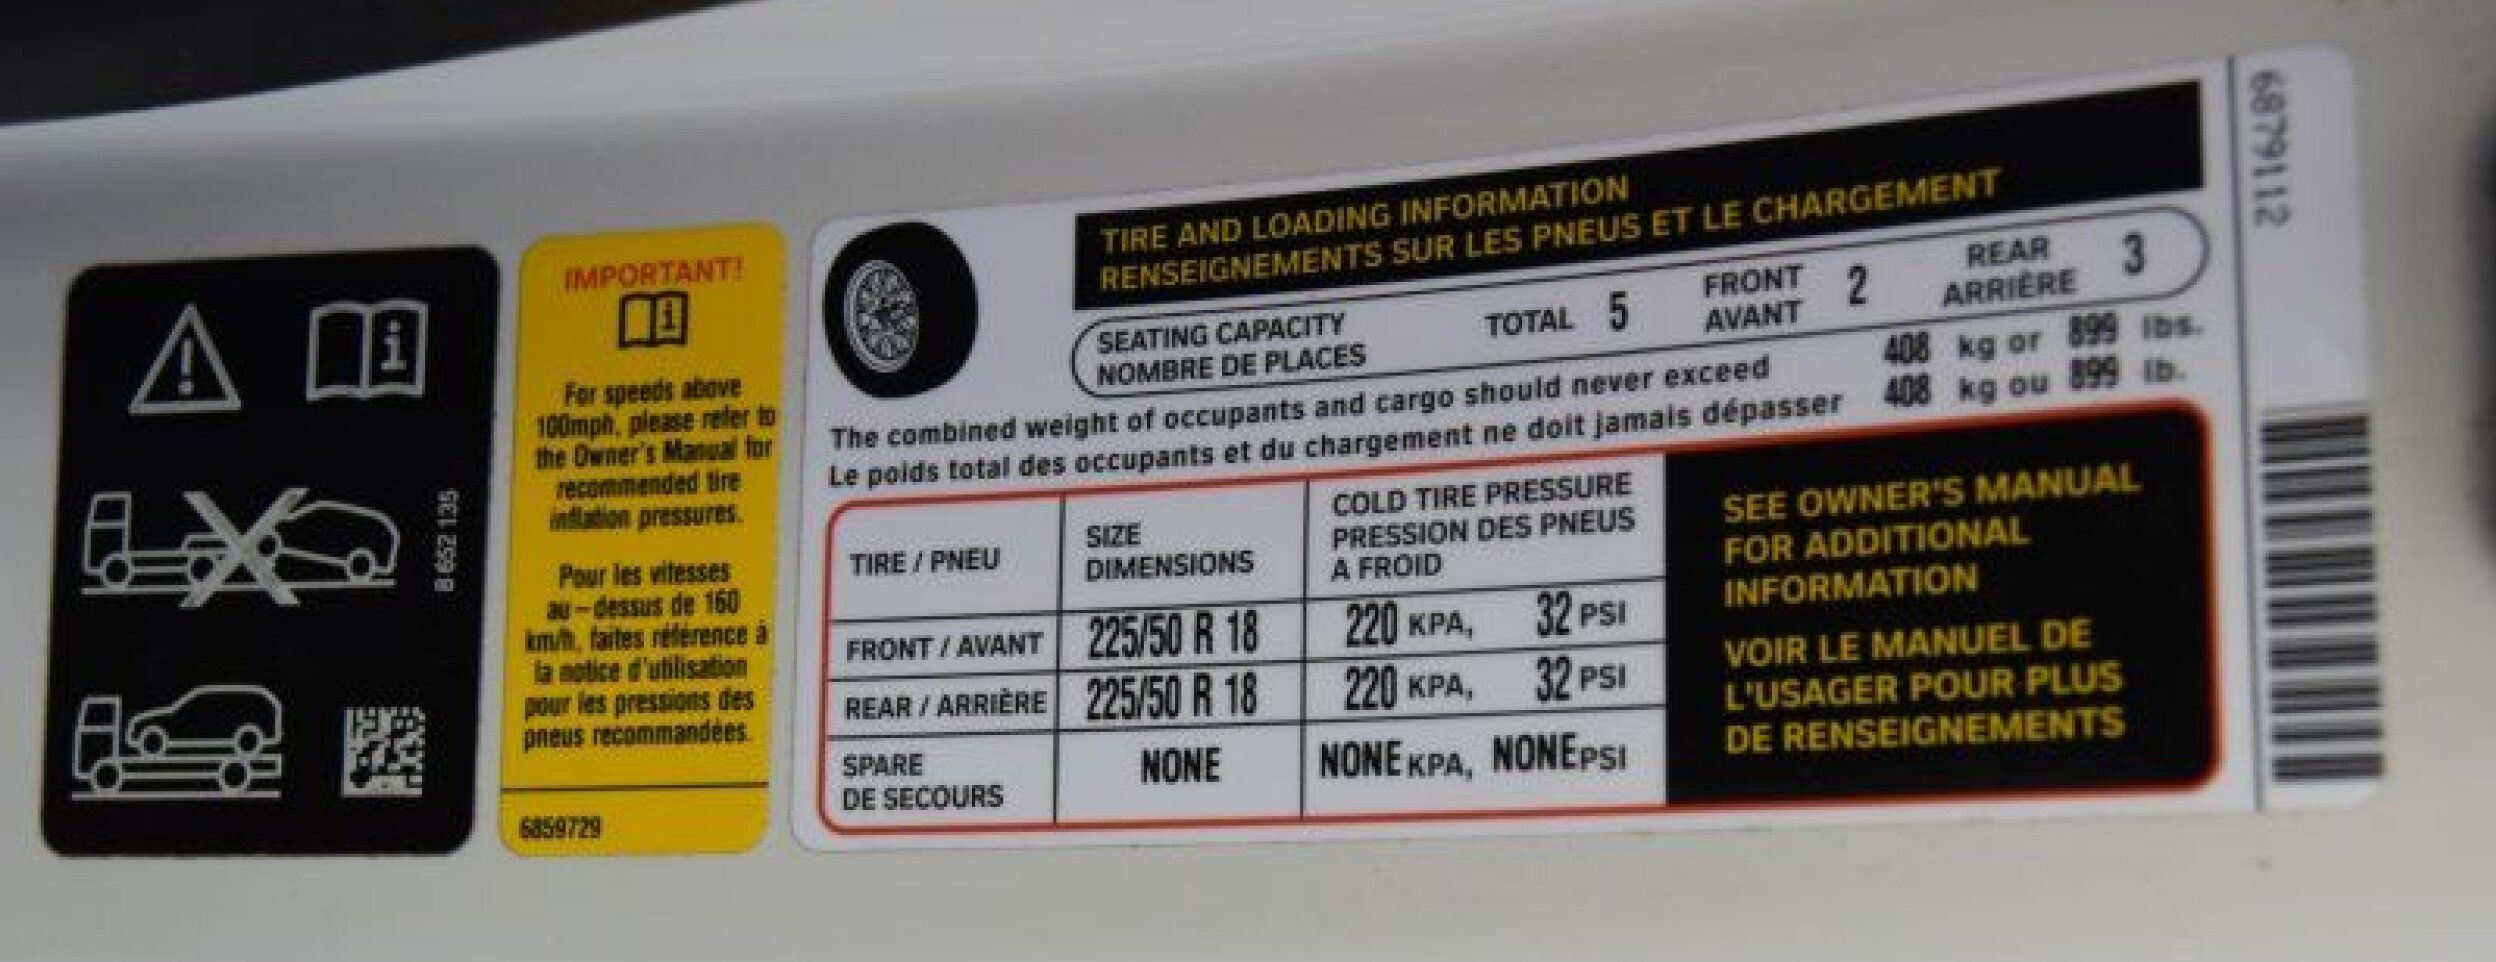 B 662 135
IMPORTANT!
For speeds above
100mph, please refer to
the Owner's Manual for
recommended tire
inflation pressures.
Pour les vitesses
au – dessus de 160
km/h, faites référence à
la notice d'utilisation
pour les pressions des
pneus recommandées.
6859729
TIRE AND LOADING INFORMATION
RENSEIGNEMENTS SUR LES PNEUS ET LE CHARGEMENT
SEATING CAPACITY
NOMBRE DE PLACES
TOTAL 5
FRONT
AVANT
2
REAR
ARRIÈRE
3
The combined weight of occupants and cargo should never exceed 408 kg or 899 lbs.
Le poids total des occupants et du chargement ne doit jamais dépasser 408 kg ou 899 lb.
TIRE / PNEU
SIZE
DIMENSIONS
COLD TIRE PRESSURE
PRESSION DES PNEUS
A FROID
FRONT / AVANT 225/50 R 18 220 KPA, 32 PSI
REAR / ARRIÈRE 225/50 R 18 220 KPA, 32 PSI
SPARE
DE SECOURS
NONE NONE KPA, NONE PSI
SEE OWNER'S MANUAL
FOR ADDITIONAL
INFORMATION
VOIR LE MANUEL DE
L'USAGER POUR PLUS
DE RENSEIGNEMENTS
6879112